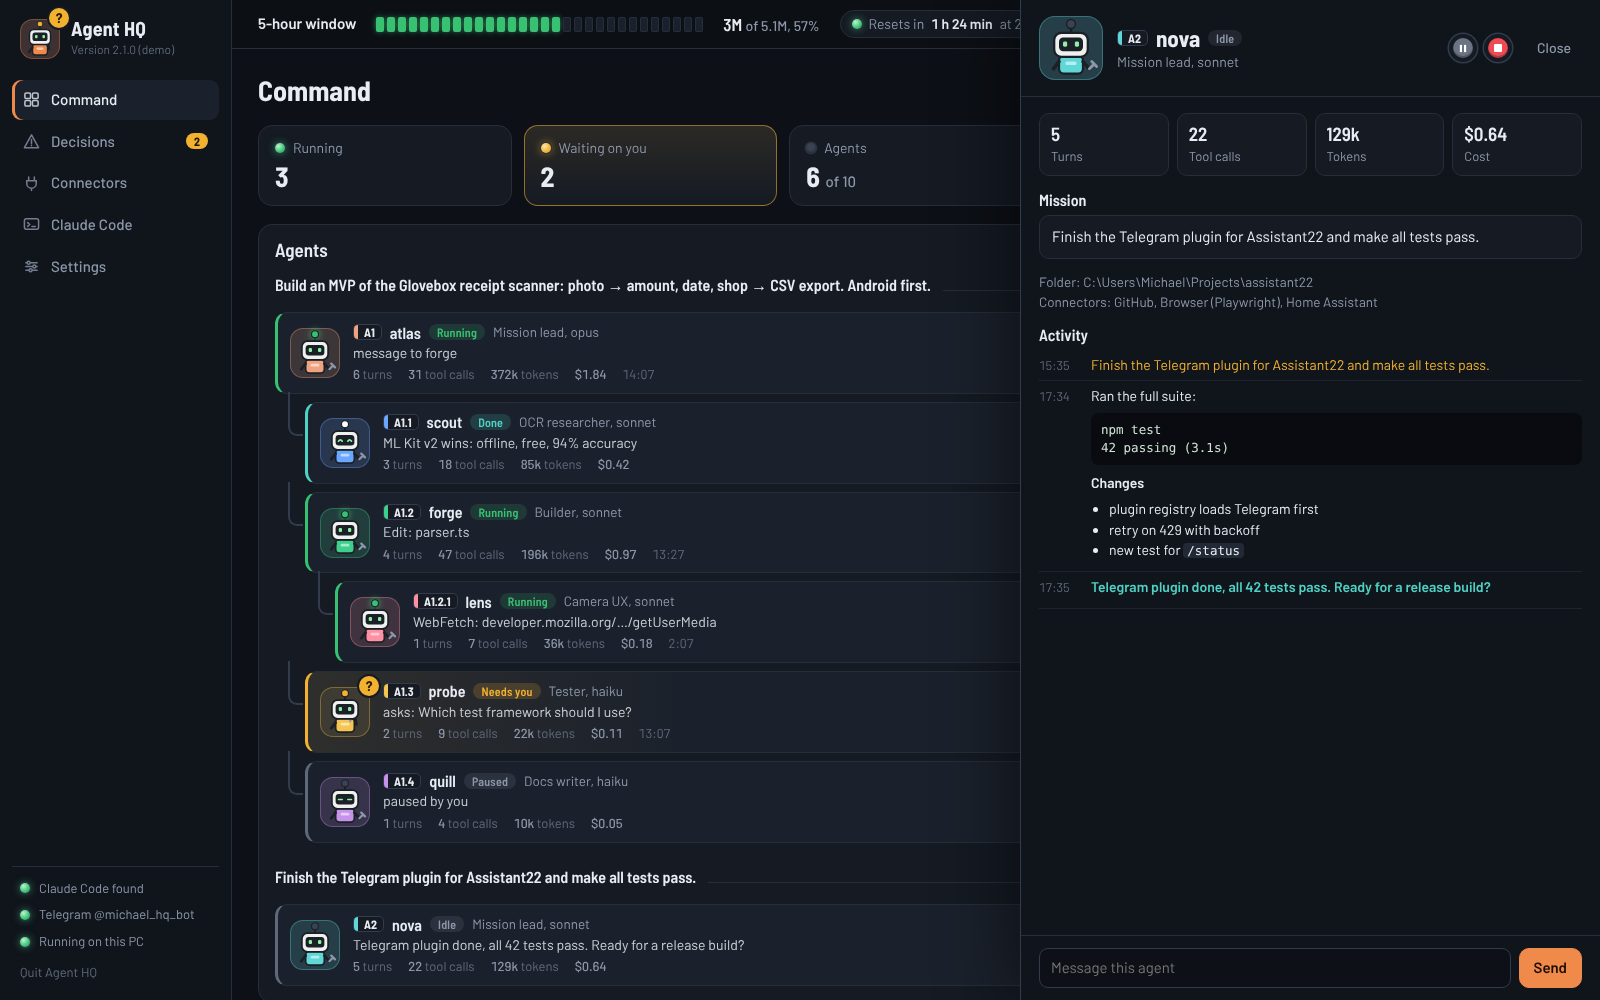 ?
Agent HQ
Version 2.1.0 (demo)
Command
Decisions
2
Connectors
Claude Code
Settings
Claude Code found
Telegram @michael_hq_bot
Running on this PC
Quit Agent HQ
5-hour window
3M of 5.1M, 57%
Resets in 1 h 24 min at 2
Command
Running
3
Waiting on you
2
Agents
6 of 10
Agents
Build an MVP of the Glovebox receipt scanner: photo → amount, date, shop → CSV export. Android first.
A1 atlas Running Mission lead, opus
message to forge
6 turns 31 tool calls 372k tokens $1.84 14:07
A1.1 scout Done OCR researcher, sonnet
ML Kit v2 wins: offline, free, 94% accuracy
3 turns 18 tool calls 85k tokens $0.42
A1.2 forge Running Builder, sonnet
Edit: parser.ts
4 turns 47 tool calls 196k tokens $0.97 13:27
A1.2.1 lens Running Camera UX, sonnet
WebFetch: developer.mozilla.org/…/getUserMedia
1 turns 7 tool calls 36k tokens $0.18 2:07
?
A1.3 probe Needs you Tester, haiku
asks: Which test framework should I use?
2 turns 9 tool calls 22k tokens $0.11 13:07
A1.4 quill Paused Docs writer, haiku
paused by you
1 turns 4 tool calls 10k tokens $0.05
Finish the Telegram plugin for Assistant22 and make all tests pass.
A2 nova Idle Mission lead, sonnet
Telegram plugin done, all 42 tests pass. Ready for a release build?
5 turns 22 tool calls 129k tokens $0.64
A2 nova Idle
Mission lead, sonnet
Close
5
Turns
22
Tool calls
129k
Tokens
$0.64
Cost
Mission
Finish the Telegram plugin for Assistant22 and make all tests pass.
Folder: C:\Users\Michael\Projects\assistant22
Connectors: GitHub, Browser (Playwright), Home Assistant
Activity
15:35 Finish the Telegram plugin for Assistant22 and make all tests pass.
17:34 Ran the full suite:
npm test
42 passing (3.1s)
Changes
• plugin registry loads Telegram first
• retry on 429 with backoff
• new test for /status
17:35 Telegram plugin done, all 42 tests pass. Ready for a release build?
Message this agent
Send